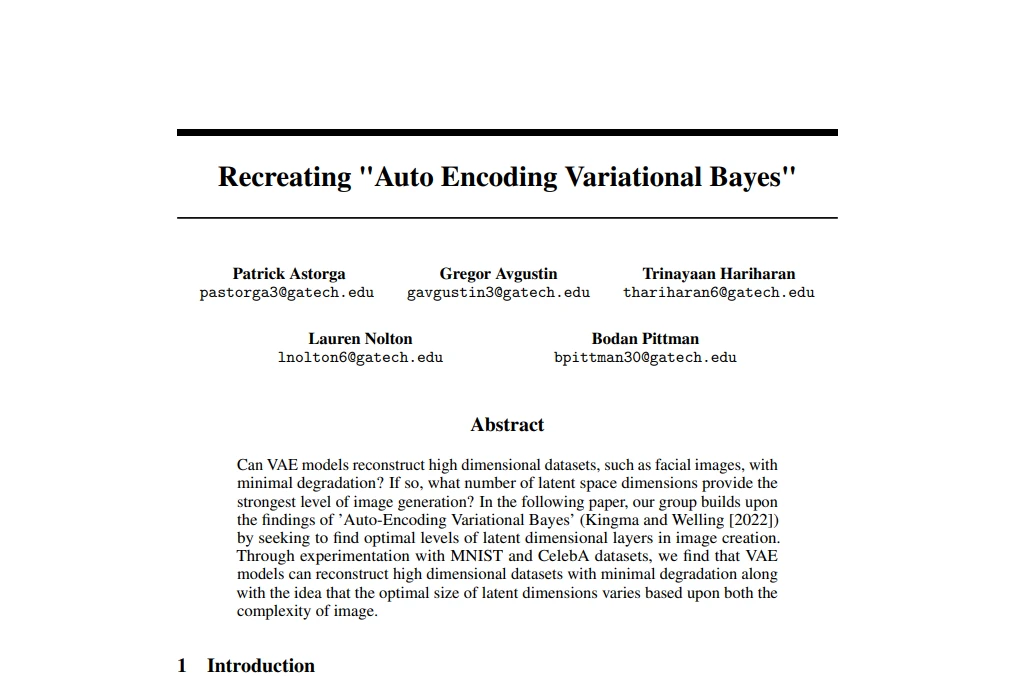 Recreating "Auto Encoding Variational Bayes"
Patrick Astorga Gregor Avgustin Trinayaan Hariharan
pastorga3@gatech.edu gavgustin3@gatech.edu thariharan6@gatech.edu
Lauren Nolton Bodan Pittman
lnolton6@gatech.edu bpittman30@gatech.edu
Abstract
Can VAE models reconstruct high dimensional datasets, such as facial images, with
minimal degradation? If so, what number of latent space dimensions provide the
strongest level of image generation? In the following paper, our group builds upon
the findings of ’Auto-Encoding Variational Bayes’ (Kingma and Welling [2022])
by seeking to find optimal levels of latent dimensional layers in image creation.
Through experimentation with MNIST and CelebA datasets, we find that VAE
models can reconstruct high dimensional datasets with minimal degradation along
with the idea that the optimal size of latent dimensions varies based upon both the
complexity of image.
1 Introduction